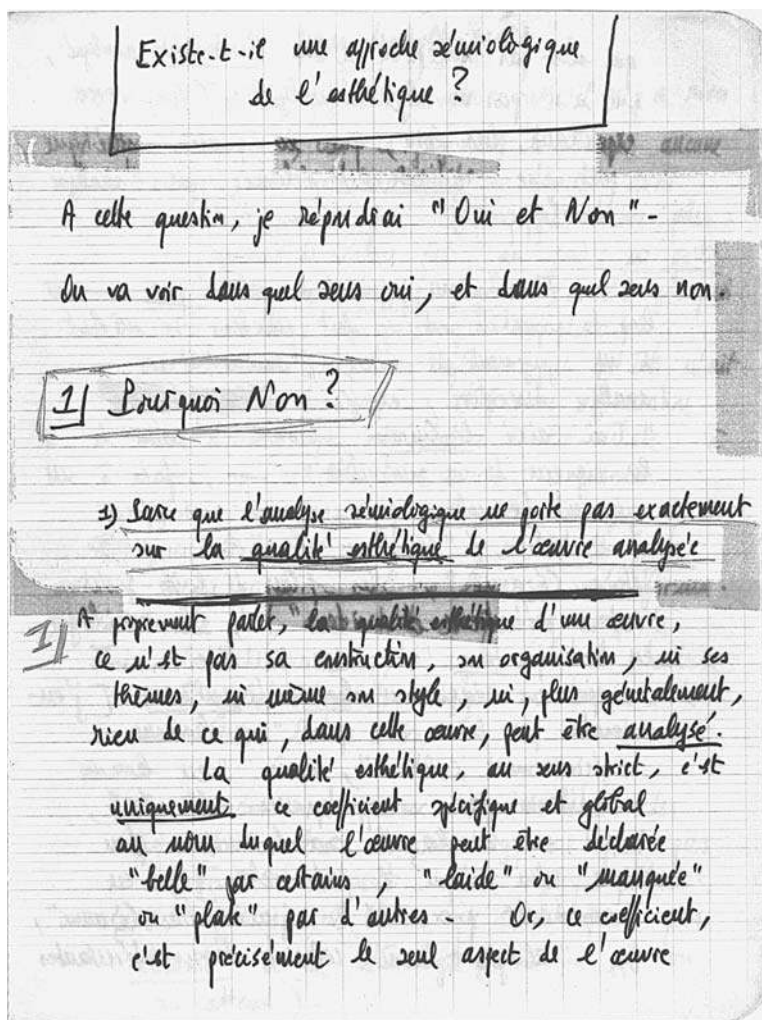 Existe-t-il une approche sémiologique
de l'esthétique ?
A cette question, je répondrai "Oui et Non" -
On va voir dans quel sens oui, et dans quel sens non.
1/ Pourquoi Non ?
1) Parce que l'analyse sémiologique ne porte pas exactement
sur la qualité esthétique de l'œuvre analysée
1/ A proprement parler, "la qualité esthétique d'une œuvre,
ce n'est pas sa construction, son organisation, ni ses
thèmes, ni même son style, ni, plus généralement,
rien de ce qui, dans cette œuvre, peut être analysé.
La qualité esthétique, au sens strict, c'est
uniquement ce coefficient spécifique et global
au nom duquel l'œuvre peut être déclarée
"belle" par certains, "laide" ou "manquée"
ou "plate" par d'autres - Or, ce coefficient,
c'est précisément le seul aspect de l'œuvre